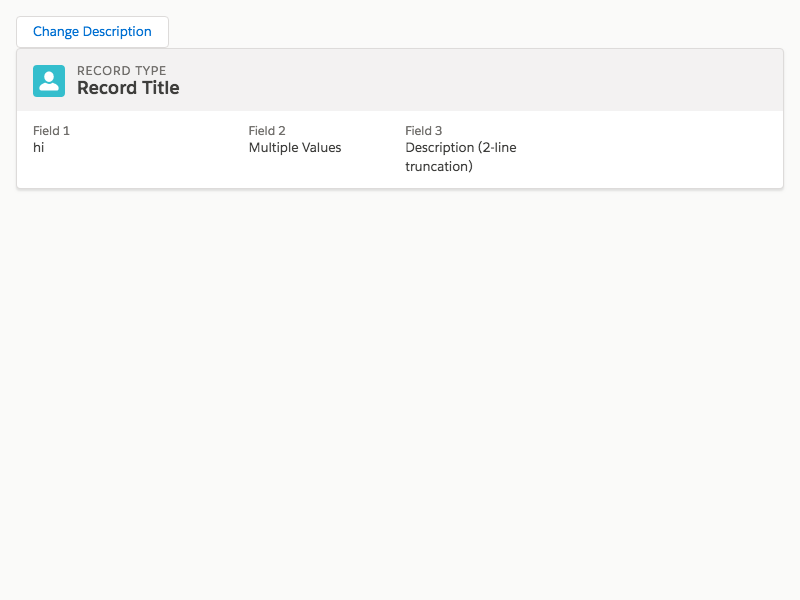 Change Description
RECORD TYPE
Record Title
Field 1
hi
Field 2
Multiple Values
Field 3
Description (2-line
truncation)